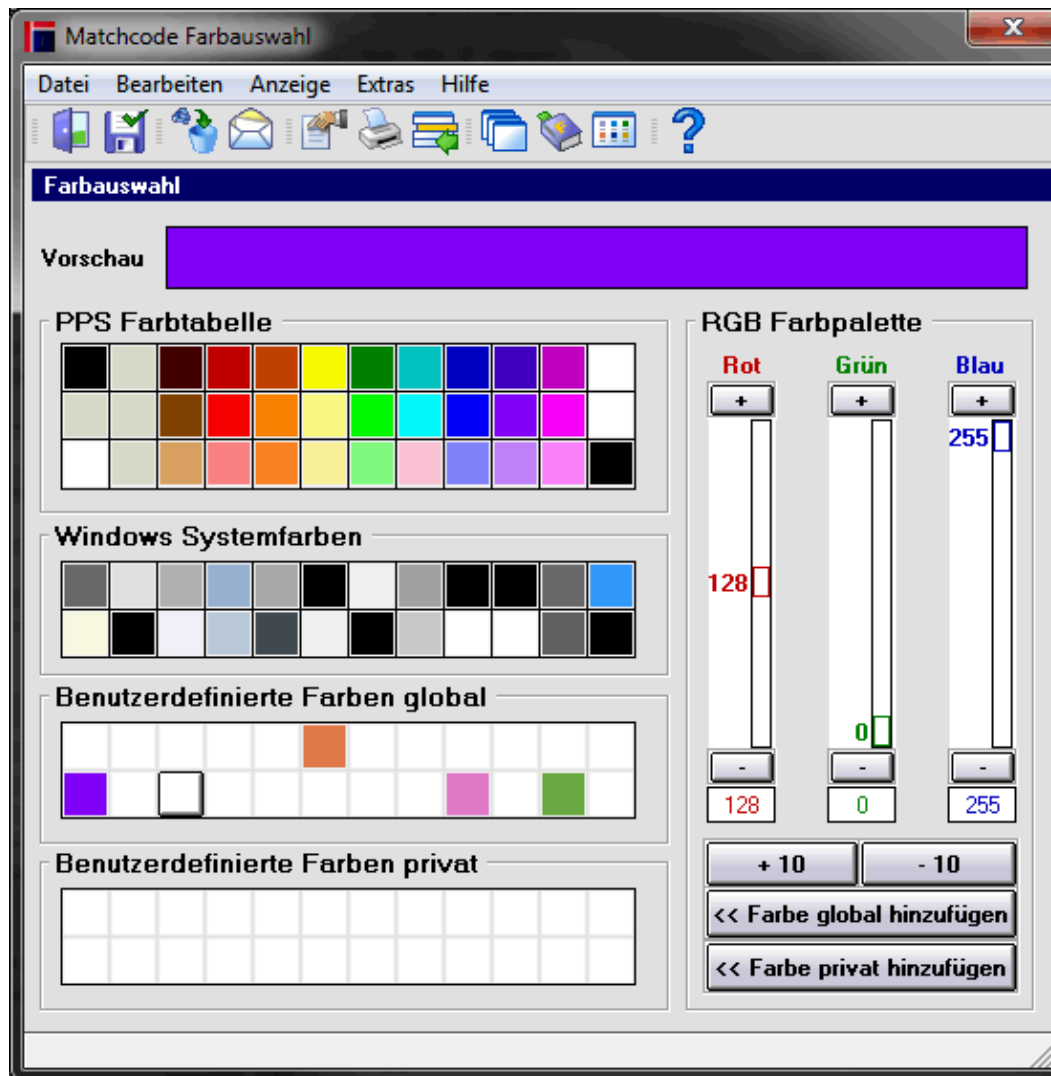 Matchcode Farbauswahl
Datei Bearbeiten Anzeige Extras Hilfe
Farbauswahl
Vorschau
PPS Farbtabelle
Windows Systemfarben
Benutzerdefinierte Farben global
Benutzerdefinierte Farben privat
RGB Farbpalette
Rot Grün Blau
+ + +
255
128
0
- - -
128 0 255
+ 10 - 10
<< Farbe global hinzufügen
<< Farbe privat hinzufügen